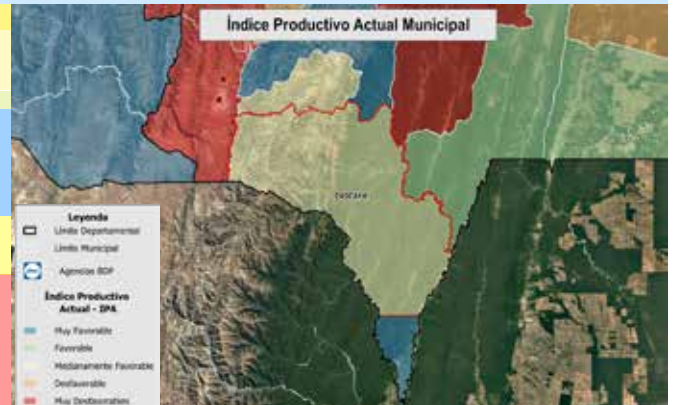 Índice Productivo Actual Municipal
Leyenda
Límite Departamental
Límite Municipal
Agencias BDP
Índice Productivo
Actual - IPA
Muy Favorable
Favorable
Medianamente Favorable
Desfavorable
Muy Desfavorable